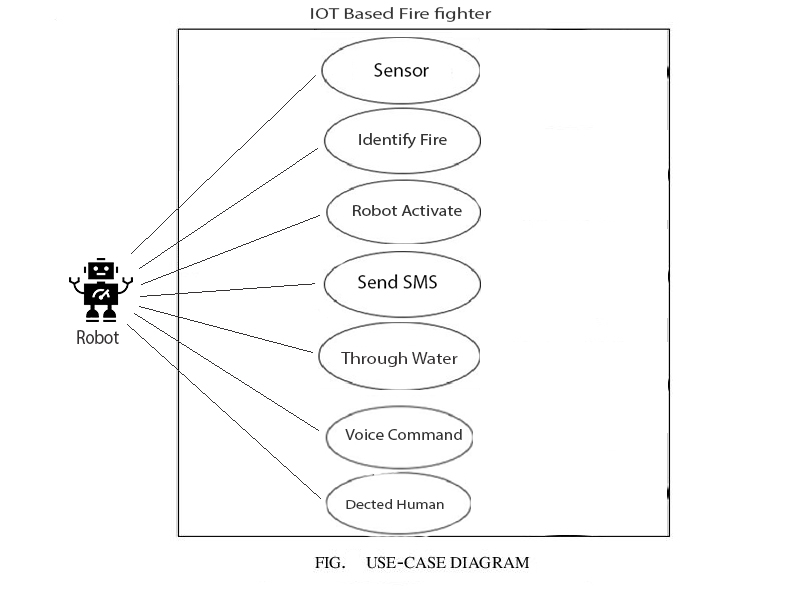 IOT Based Fire fighter
Sensor
Identify Fire
Robot Activate
Send SMS
Robot
Through Water
Voice Command
Dected Human
FIG. USE-CASE DIAGRAM